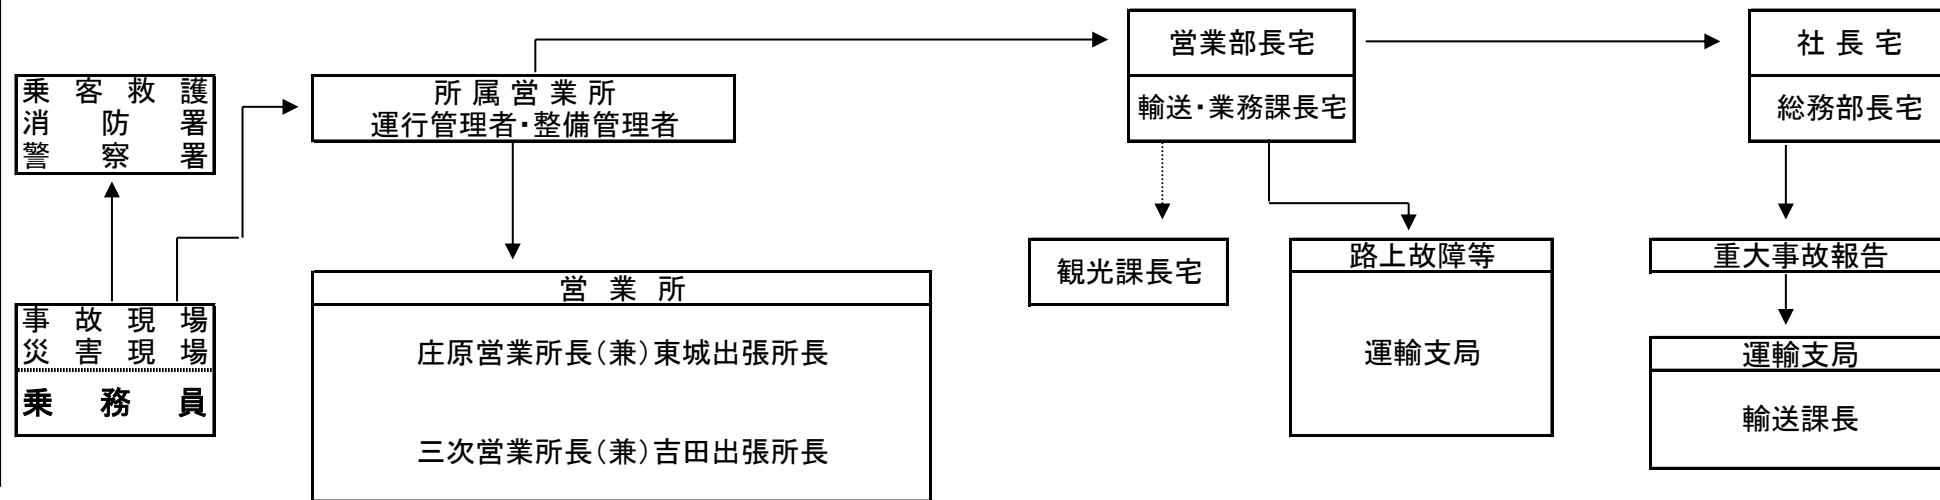 営業部長宅
輸送・業務課長宅
社 長 宅
総務部長宅
乗 客 救 護
消 防 署
警 察 署
所 属 営 業 所
運行管理者・整備管理者
観光課長宅
路上故障等
運輸支局
重大事故報告
運輸支局
輸送課長
営 業 所
庄原営業所長(兼)東城出張所長
三次営業所長(兼)吉田出張所長
事 故 現 場
災 害 現 場
乗 務 員